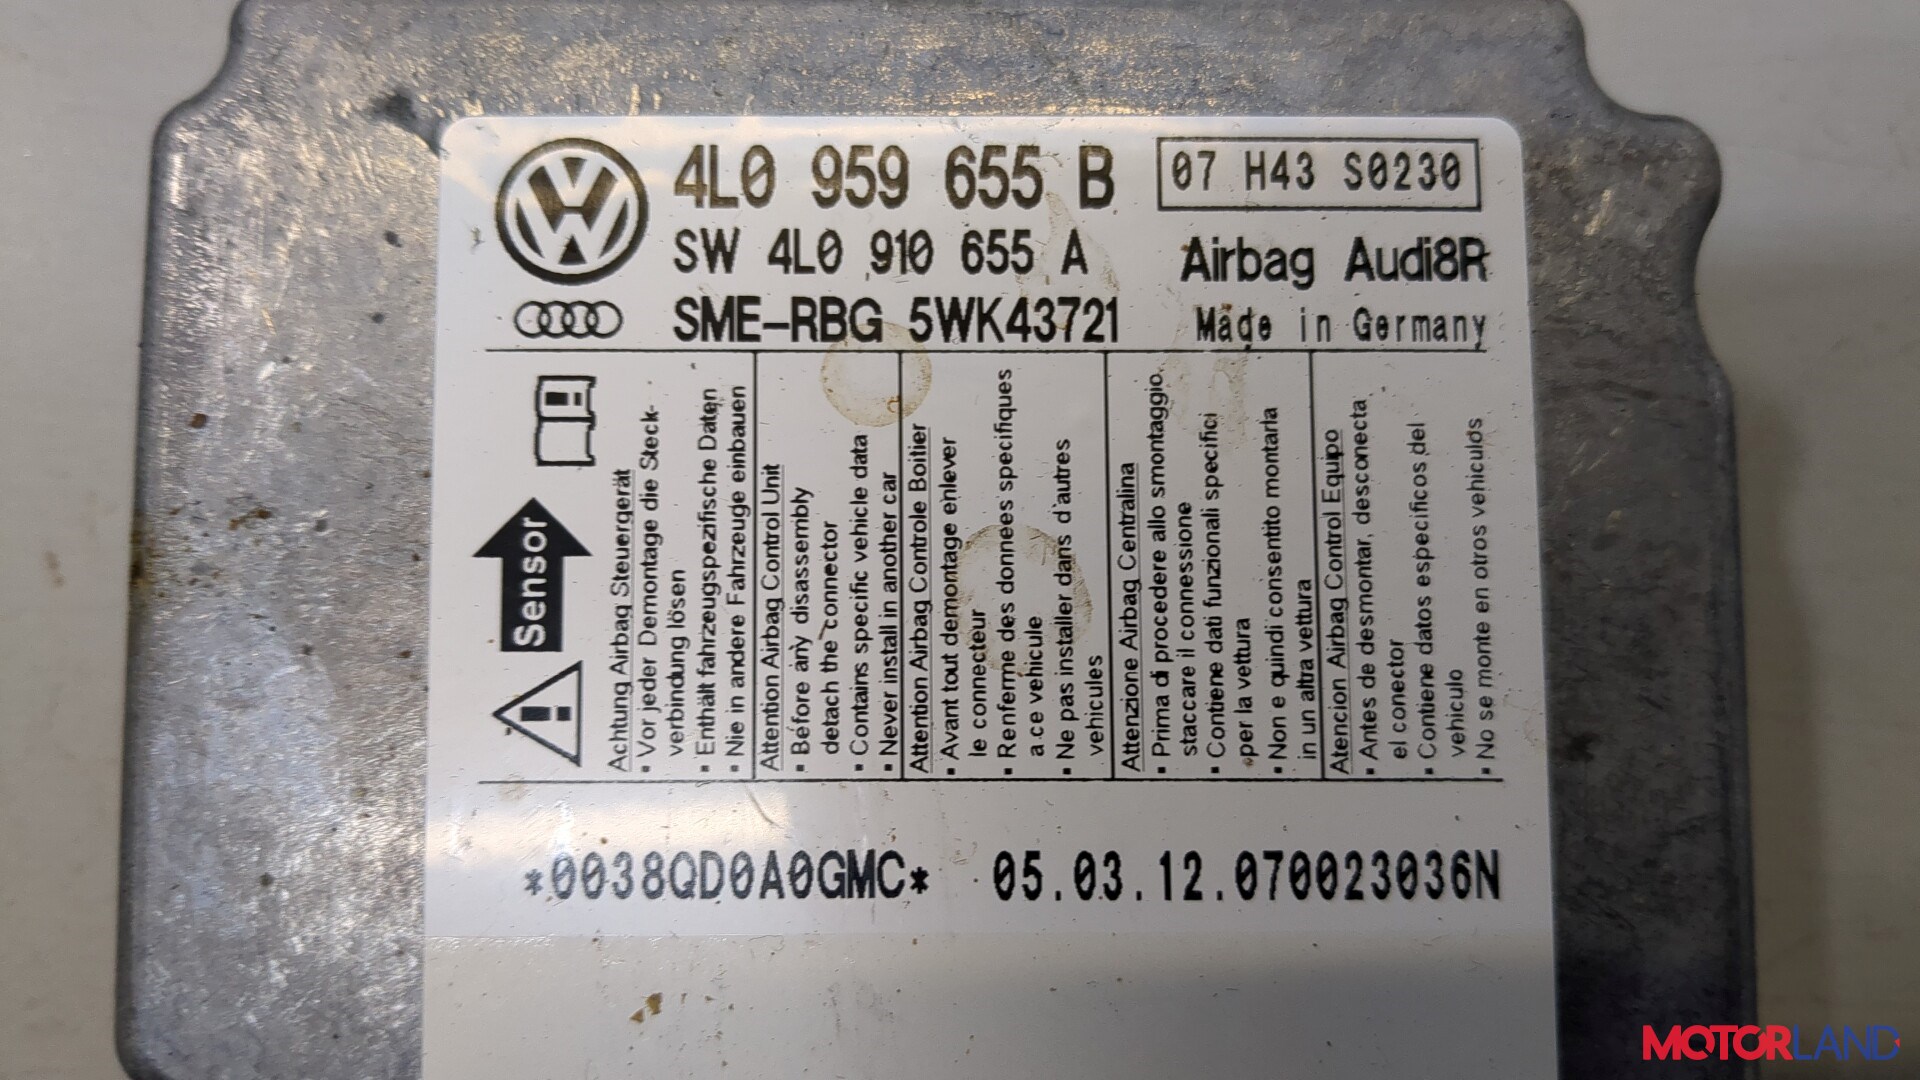 4L0 959 655 B
07 H43 S0230
SW 4L0 910 655 A
Airbag Audi8R
SME-RBG 5WK43721
Made in Germany
Sensor
Achtung Airbag Steuergerät
▪ Vor jeder Demontage die Steck-
verbindung lösen
▪ Enthält fahrzeugspezifische Daten
▪ Nie in andere Fahrzeuge einbauen
Attention Airbag Control Unit
▪ Before any disassembly
detach the connector
▪ Contains specific vehicle data
▪ Never install in another car
Attention Airbag Controle Boitier
▪ Avant tout demontage enlever
le connecteur
▪ Renferme des données specifiques
a ce vehicule
▪ Ne pas installer dans d'autres
vehicules
Attenzione Airbag Centralina
▪ Prima di procedere allo smontaggio,
staccare il connessione
▪ Contiene dati funzionali specifici
per la vettura
▪ Non e quindi consentito montarla
in un altra vettura
Atencion Airbag Control Equipo
▪ Antes de desmontar, desconecta
el conector
▪ Contiene datos especificos del
vehiculo
▪ No se monte en otros vehiculos
*0038QD0A0GMC* 05.03.12.070023036N
MOTORLAND